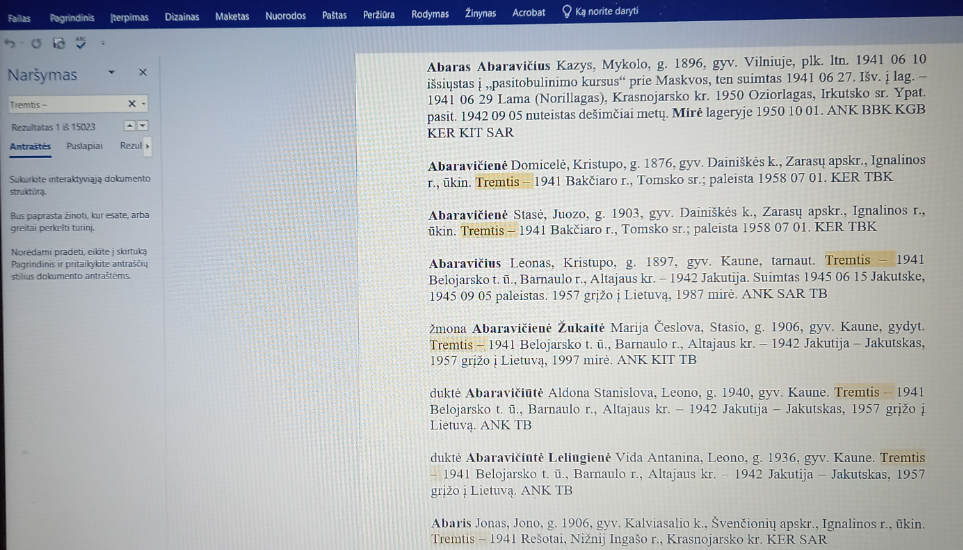 Failas Pagrindinis Įterpimas Dizainas Maketas Nuorodos Paštas Peržiūra Rodymas Žinynas Acrobat Ką norite daryti
Naršymas
Tremtis –
Rezultatas 1 iš 15023
Antraštės Puslapiai Rezul
Sukurkite interaktyviąją dokumento
struktūrą.
Bus paprasta žinoti, kur esate, arba
greitai perkelti turinį.
Norėdami pradėti, eikite į skirtuką
Pagrindinis ir pritaikykite antraščių
stilius dokumento antraštėms.
Abaras Abaravičius Kazys, Mykolo, g. 1896, gyv. Vilniuje, plk. ltn. 1941 06 10
išsiųstas į „pasitobulinimo kursus“ prie Maskvos, ten suimtas 1941 06 27. Išv. į lag. –
1941 06 29 Lama (Norillagas), Krasnojarsko kr. 1950 Oziorlagas, Irkutsko sr. Ypat.
pasit. 1942 09 05 nuteistas dešimčiai metų. Mirė lageryje 1950 10 01. ANK BBK KGB
KER KIT SAR
Abaravičienė Domicelė, Kristupo, g. 1876, gyv. Dainiškės k., Zarasų apskr., Ignalinos
r., ūkin. Tremtis – 1941 Bakčiaro r., Tomsko sr.; paleista 1958 07 01. KER TBK
Abaravičienė Stasė, Juozo, g. 1903, gyv. Dainiškės k., Zarasų apskr., Ignalinos r.,
ūkin. Tremtis – 1941 Bakčiaro r., Tomsko sr.; paleista 1958 07 01. KER TBK
Abaravičius Leonas, Kristupo, g. 1897, gyv. Kaune, tarnaut. Tremtis – 1941
Belojarsko t. ū., Barnaulo r., Altajaus kr. – 1942 Jakutija. Suimtas 1945 06 15 Jakutske,
1945 09 05 paleistas. 1957 grįžo į Lietuvą, 1987 mirė. ANK SAR TB
žmona Abaravičienė Žukaitė Marija Česlova, Stasio, g. 1906, gyv. Kaune, gydyt.
Tremtis – 1941 Belojarsko t. ū., Barnaulo r., Altajaus kr. – 1942 Jakutija – Jakutskas,
1957 grįžo į Lietuvą, 1997 mirė. ANK KIT TB
duktė Abaravičiūtė Aldona Stanislova, Leono, g. 1940, gyv. Kaune. Tremtis – 1941
Belojarsko t. ū., Barnaulo r., Altajaus kr. – 1942 Jakutija – Jakutskas, 1957 grįžo į
Lietuvą. ANK TB
duktė Abaravičiūtė Leliugienė Vida Antanina, Leono, g. 1936, gyv. Kaune. Tremtis
– 1941 Belojarsko t. ū., Barnaulo r., Altajaus kr. – 1942 Jakutija – Jakutskas, 1957
grįžo į Lietuvą. ANK TB
Abaris Jonas, Jono, g. 1906, gyv. Kalviasalio k., Švenčionių apskr., Ignalinos r., ūkin.
Tremtis – 1941 Rešotai, Nižnij Ingašo r., Krasnojarsko kr. KER SAR